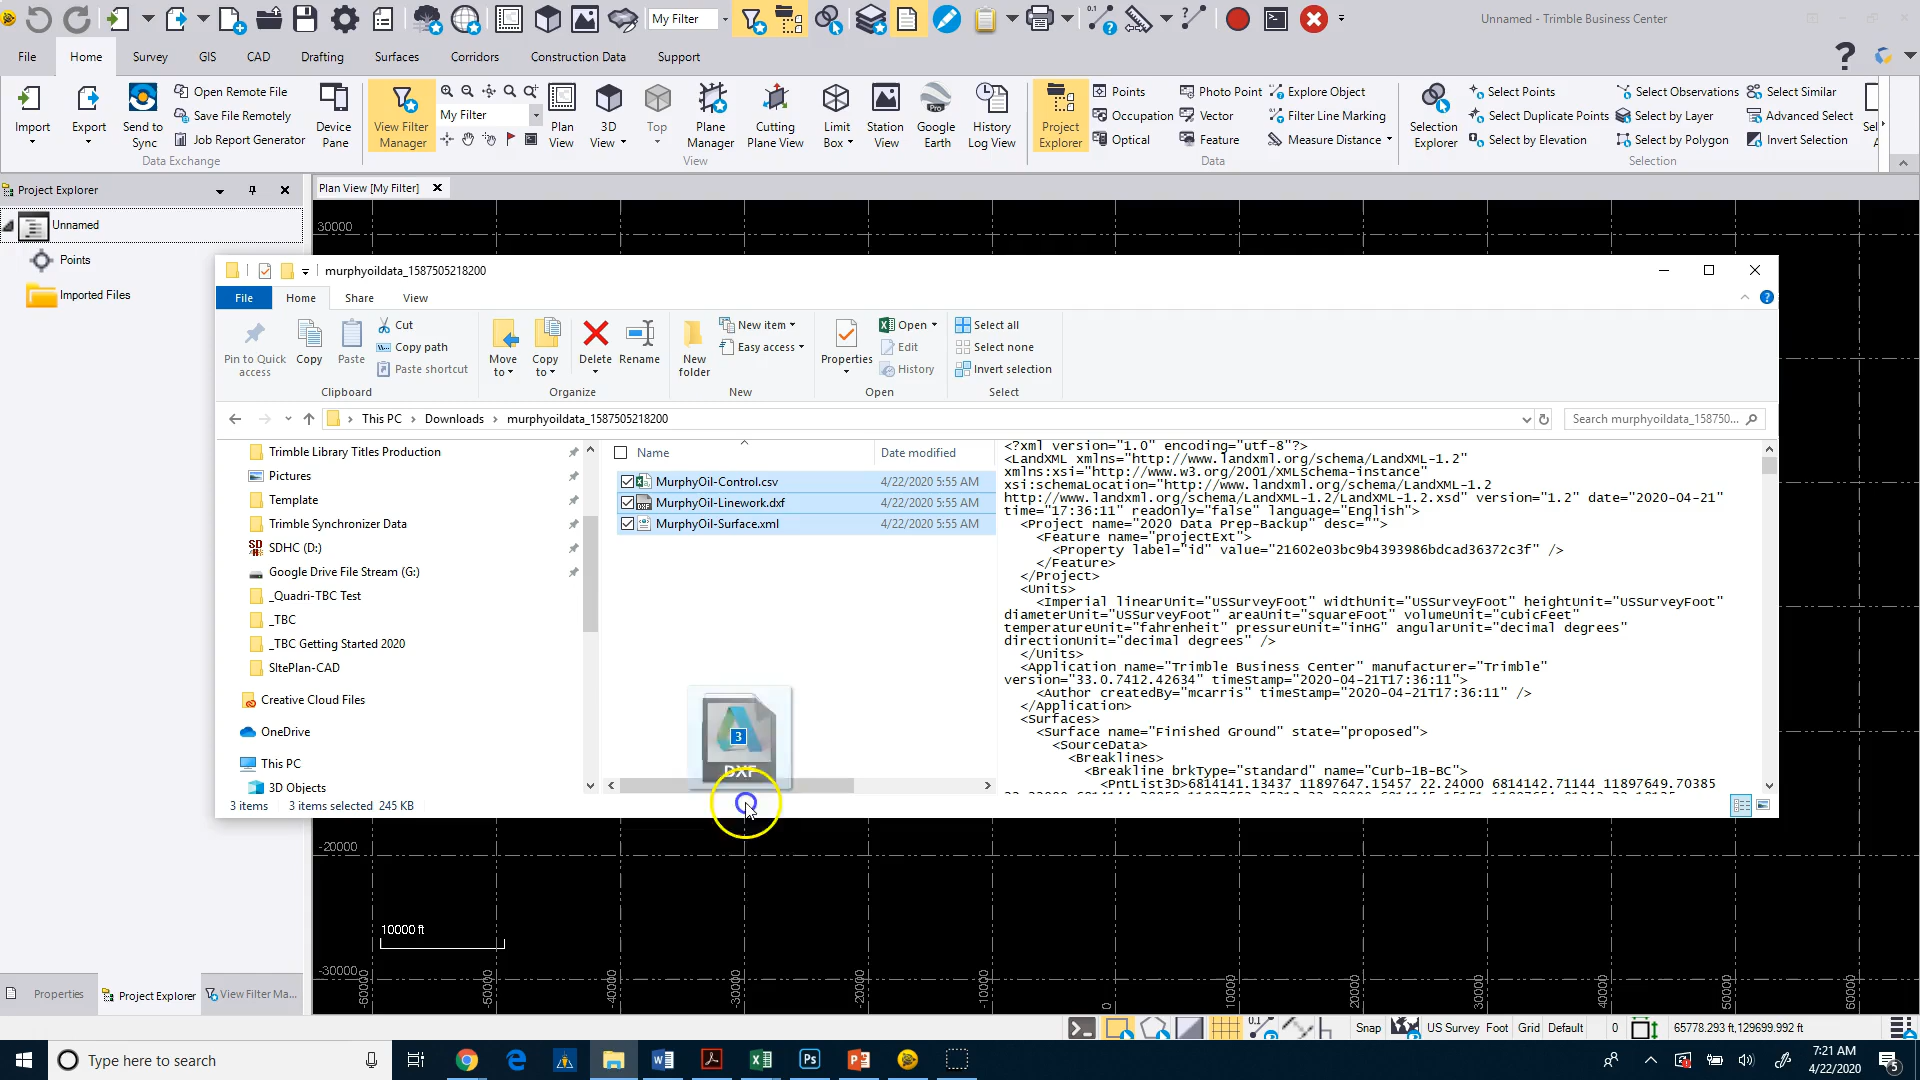 My Filter
Unnamed - Trimble Business Center
File
Home
Survey
GIS
CAD
Drafting
Surfaces
Corridors
Construction Data
Support
Import
Export
Send to
Sync
Open Remote File
Save File Remotely
Job Report Generator
Device
Pane
Data Exchange
View Filter
Manager
My Filter
Plan
View
3D
View
Top
Plane
Manager
Cutting
Plane View
Limit
Box
Station
View
Google
Earth
History
Log View
View
Project
Explorer
Points
Occupation
Optical
Photo Point
Vector
Feature
Explore Object
Filter Line Marking
Measure Distance
Data
Selection
Explorer
Select Points
Select Duplicate Points
Select by Elevation
Select Observations
Select by Layer
Select by Polygon
Select Similar
Advanced Select
Invert Selection
Sel
Selection
Project Explorer
Unnamed
Points
Imported Files
Plan View [My Filter]
30000
murphyoildata_1587505218200
File
Home
Share
View
Pin to Quick
access
Copy
Paste
Cut
Copy path
Paste shortcut
Clipboard
Move
to
Copy
to
Delete
Rename
Organize
New
folder
New item
Easy access
New
Properties
Open
Edit
History
Open
Select all
Select none
Invert selection
Select
This PC
Downloads
murphyoildata_1587505218200
Search murphyoildata_15875...
Trimble Library Titles Production
Pictures
Template
Trimble Synchronizer Data
SDHC (D:)
Google Drive File Stream (G:)
_Quadri-TBC Test
_TBC
_TBC Getting Started 2020
SItePlan-CAD
Creative Cloud Files
OneDrive
This PC
3D Objects
Name
Date modified
MurphyOil-Control.csv 4/22/2020 5:55 AM
MurphyOil-Linework.dxf 4/22/2020 5:55 AM
MurphyOil-Surface.xml 4/22/2020 5:55 AM
3
DXF
<?xml version="1.0" encoding="utf-8"?>
<LandXML xmlns="http://www.landxml.org/schema/LandXML-1.2"
xmlns:xsi="http://www.w3.org/2001/XMLSchema-instance"
xsi:schemaLocation="http://www.landxml.org/schema/LandXML-1.2
http://www.landxml.org/schema/LandXML-1.2/LandXML-1.2.xsd" version="1.2" date="2020-04-21"
time="17:36:11" readOnly="false" language="English">
<Project name="2020 Data Prep-Backup" desc="">
<Feature name="projectExt">
<Property label="id" value="21602e03bc9b4393986bdcad36372c3f" />
</Feature>
</Project>
<Units>
<Imperial linearUnit="USSurveyFoot" widthUnit="USSurveyFoot" heightUnit="USSurveyFoot"
diameterUnit="USSurveyFoot" areaUnit="squareFoot" volumeUnit="cubicFeet"
temperatureUnit="fahrenheit" pressureUnit="inHG" angularUnit="decimal degrees"
directionUnit="decimal degrees" />
</Units>
<Application name="Trimble Business Center" manufacturer="Trimble"
version="33.0.7412.42634" timeStamp="2020-04-21T17:36:11">
<Author createdBy="mcarris" timeStamp="2020-04-21T17:36:11" />
</Application>
<Surfaces>
<Surface name="Finished Ground" state="proposed">
<SourceData>
<Breaklines>
<Breakline brkType="standard" name="Curb-1B-BC">
<PntList3D>6814141.13437 11897647.15457 22.24000 6814142.71144 11897649.70385
3 items
3 items selected 245 KB
-20000
10000 ft
-30000
-60000
-50000
-40000
-30000
-20000
-10000
0
10000
20000
30000
40000
50000
60000
Properties
Project Explorer
View Filter Ma...
Snap
US Survey Foot
Grid
Default
0
65778.293 ft,129699.992 ft
Type here to search
7:21 AM
4/22/2020
5